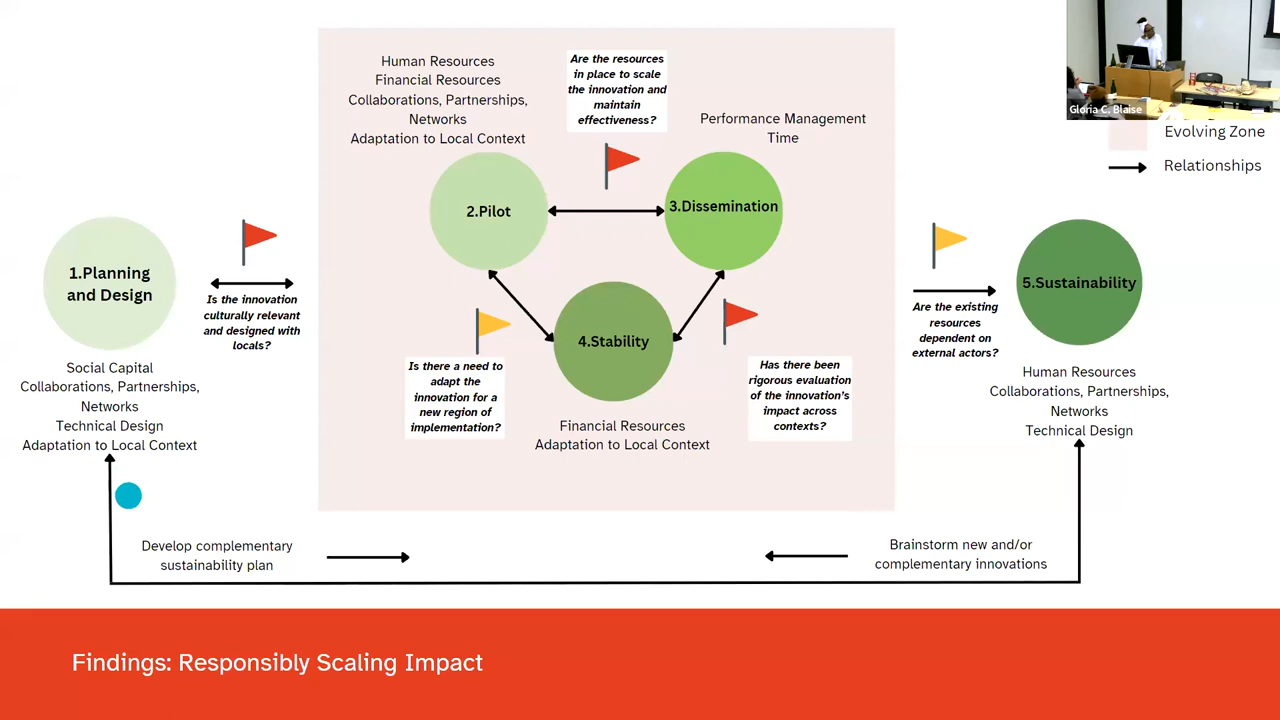 Human Resources
Financial Resources
Collaborations, Partnerships,
Networks
Adaptation to Local Context
Are the resources
in place to scale
the innovation and
maintain
effectiveness?
Performance Management
Time
Gloria C. Blaise
Evolving Zone
Relationships
2.Pilot
3.Dissemination
1.Planning
and Design
Is the innovation
culturally relevant
and designed with
locals?
4.Stability
5.Sustainability
Are the existing
resources
dependent on
external actors?
Is there a need to
adapt the
innovation for a
new region of
implementation?
Has there been
rigorous evaluation
of the innovation's
impact across
contexts?
Social Capital
Collaborations, Partnerships,
Networks
Technical Design
Adaptation to Local Context
Financial Resources
Adaptation to Local Context
Human Resources
Collaborations, Partnerships,
Networks
Technical Design
Develop complementary
sustainability plan
Brainstorm new and/or
complementary innovations
Findings: Responsibly Scaling Impact